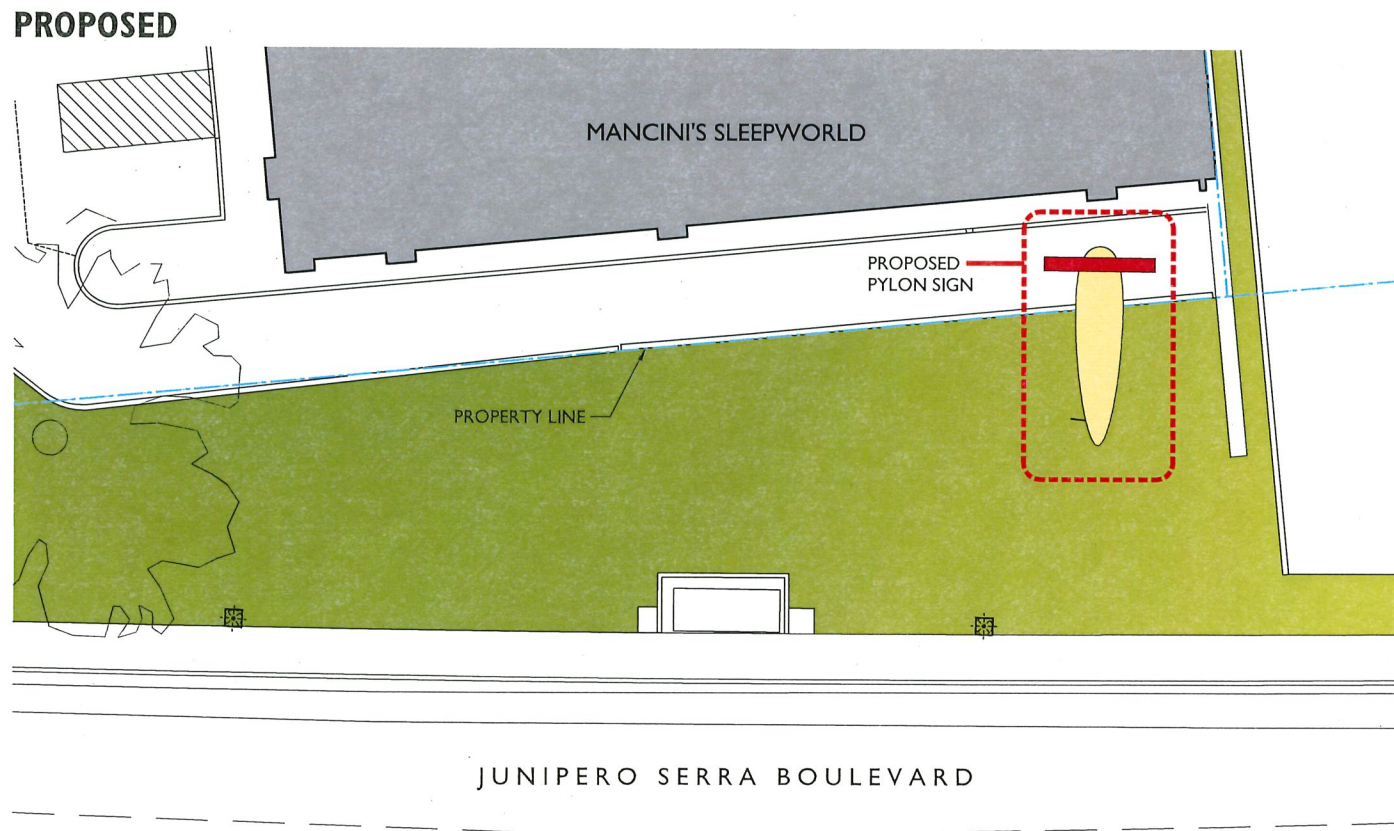 PROPOSED
MANCINI'S SLEEPWORLD
PROPOSED
PYLON SIGN
PROPERTY LINE
JUNIPERO SERRA BOULEVARD